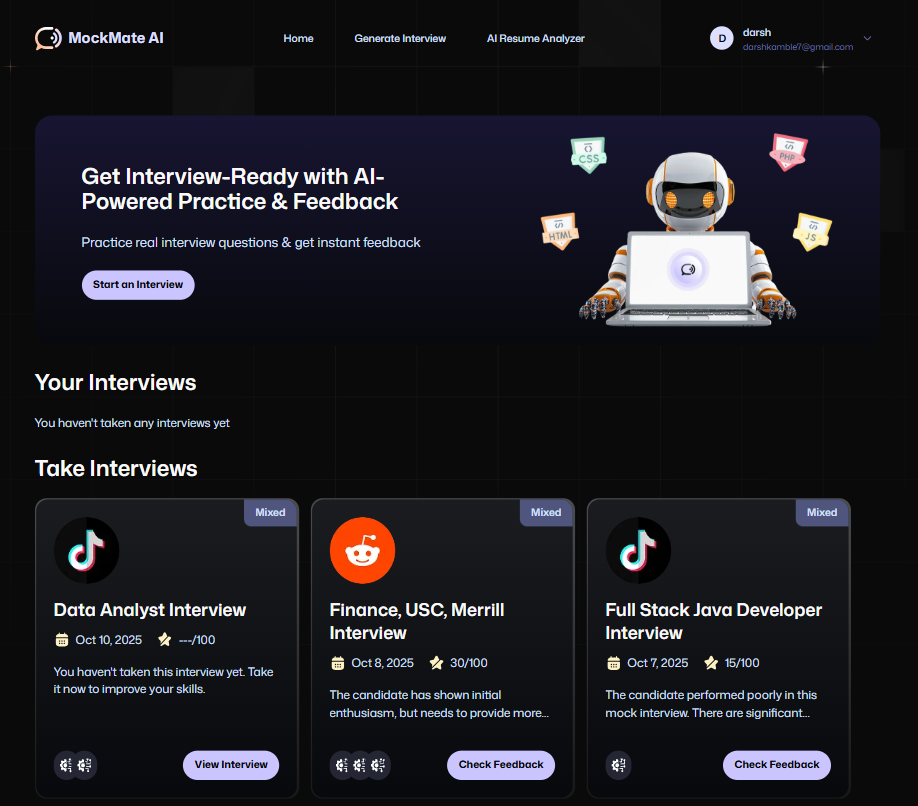 MockMate AI
Home
Generate Interview
AI Resume Analyzer
D
darsh
darshkamble7@gmail.com
Get Interview-Ready with AI-
Powered Practice & Feedback
Practice real interview questions & get instant feedback
Start an Interview
CSS
PHP
HTML
JS
Your Interviews
You haven't taken any interviews yet
Take Interviews
Mixed
Data Analyst Interview
Oct 10, 2025
---/100
You haven't taken this interview yet. Take
it now to improve your skills.
View Interview
Mixed
Finance, USC, Merrill
Interview
Oct 8, 2025
30/100
The candidate has shown initial
enthusiasm, but needs to provide more...
Check Feedback
Mixed
Full Stack Java Developer
Interview
Oct 7, 2025
15/100
The candidate performed poorly in this
mock interview. There are significant...
Check Feedback